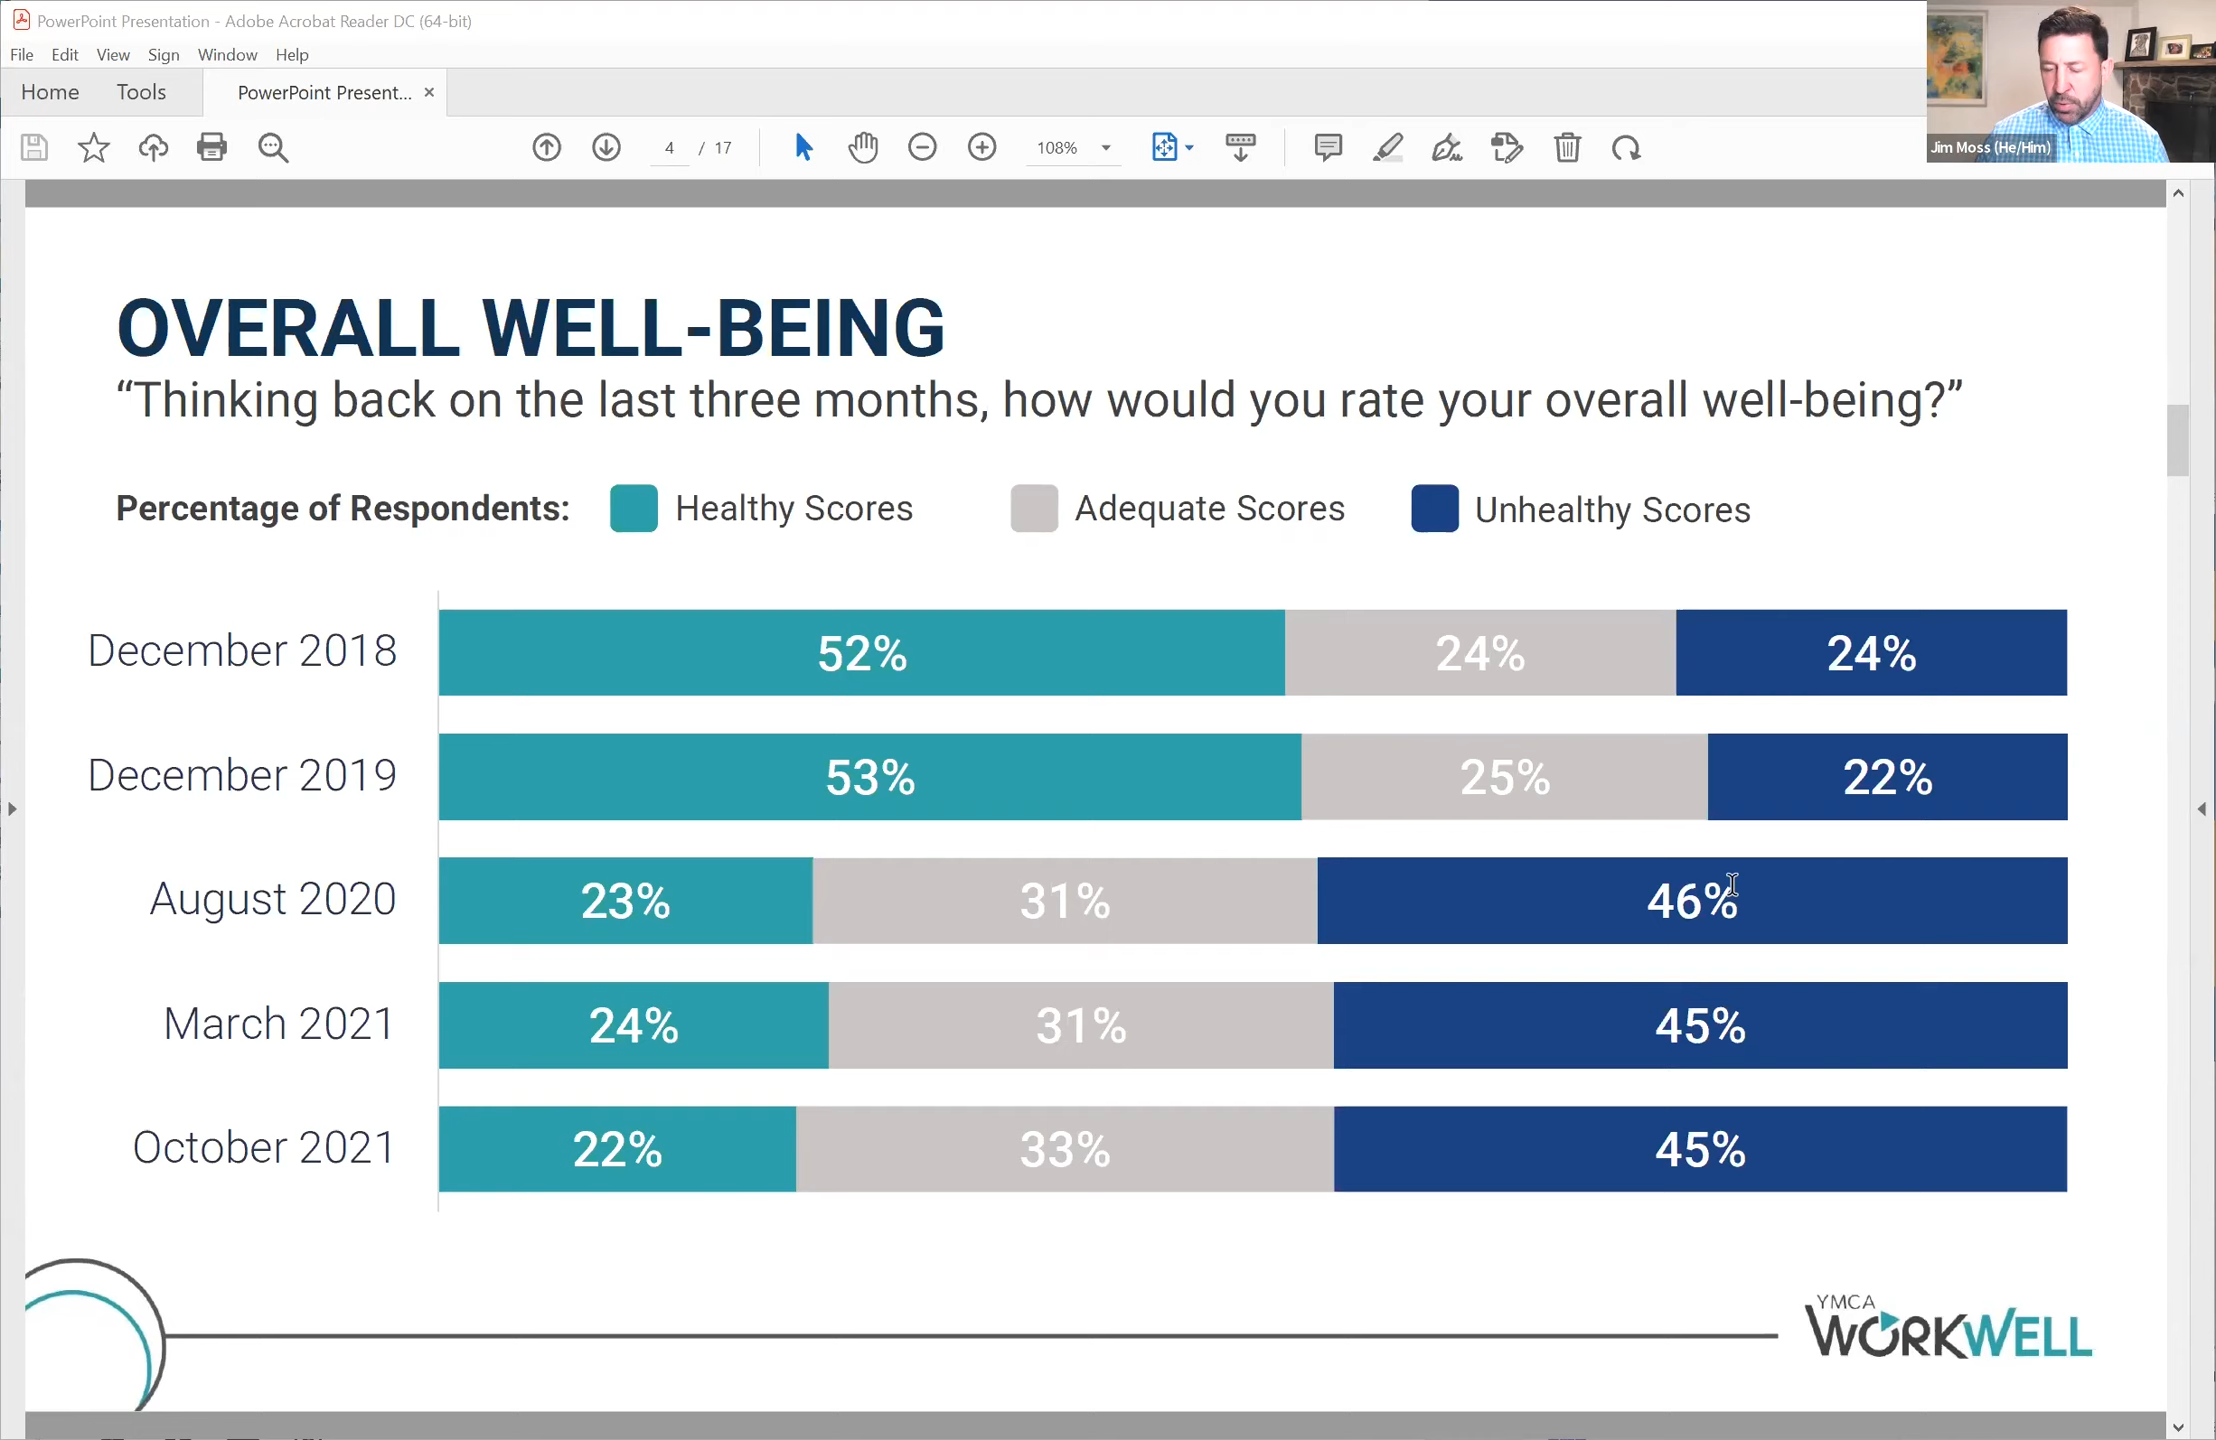 PowerPoint Presentation - Adobe Acrobat Reader DC (64-bit)
File Edit View Sign Window Help
Home Tools PowerPoint Present... ×
4 / 17 108%
Jim Moss (He/Him)
OVERALL WELL-BEING
“Thinking back on the last three months, how would you rate your overall well-being?”
Percentage of Respondents: Healthy Scores Adequate Scores Unhealthy Scores
December 2018 52% 24% 24%
December 2019 53% 25% 22%
August 2020 23% 31% 46%
March 2021 24% 31% 45%
October 2021 22% 33% 45%
YMCA
WORKWELL